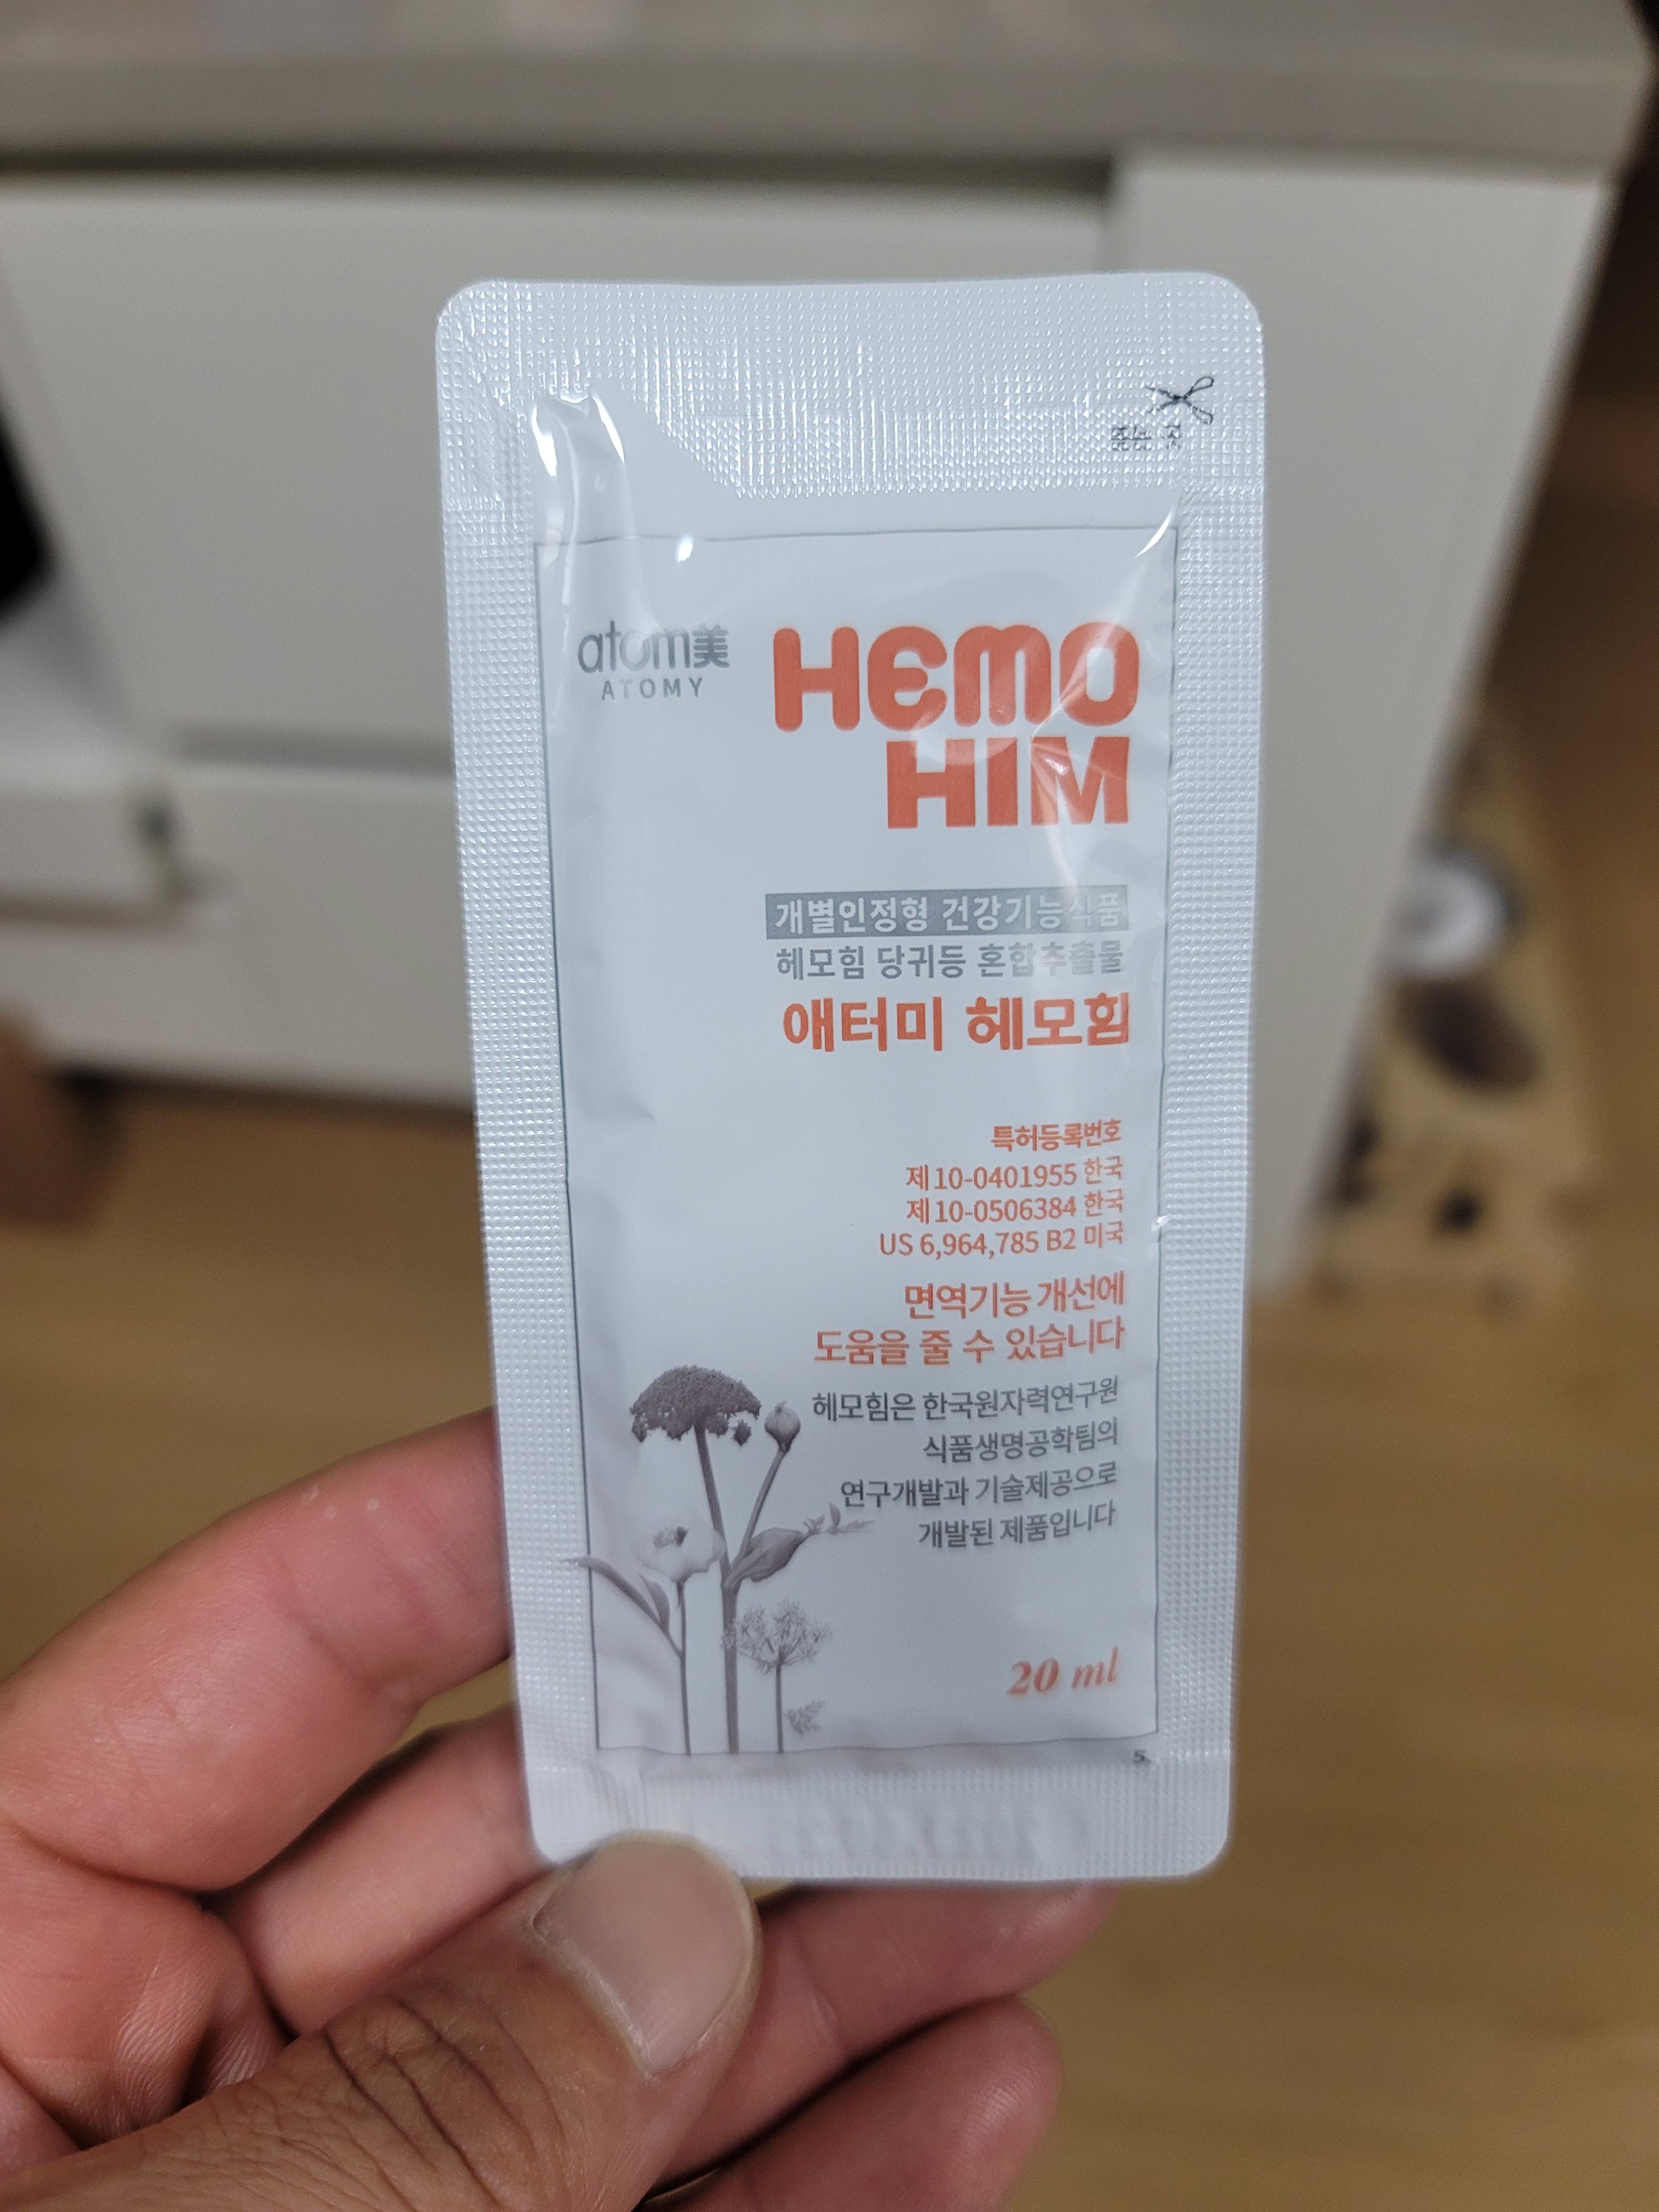 atom美
ATOMY
HEMO
HIM
개별인정형 건강기능식품
헤모힘 당귀등 혼합추출물
애터미 헤모힘
특허등록번호
제10-0401955 한국
제10-0506384 한국
US 6,964,785 B2 미국
면역기능 개선에
도움을 줄 수 있습니다
헤모힘은 한국원자력연구원
식품생명공학팀의
연구개발과 기술제공으로
개발된 제품입니다
20 ml